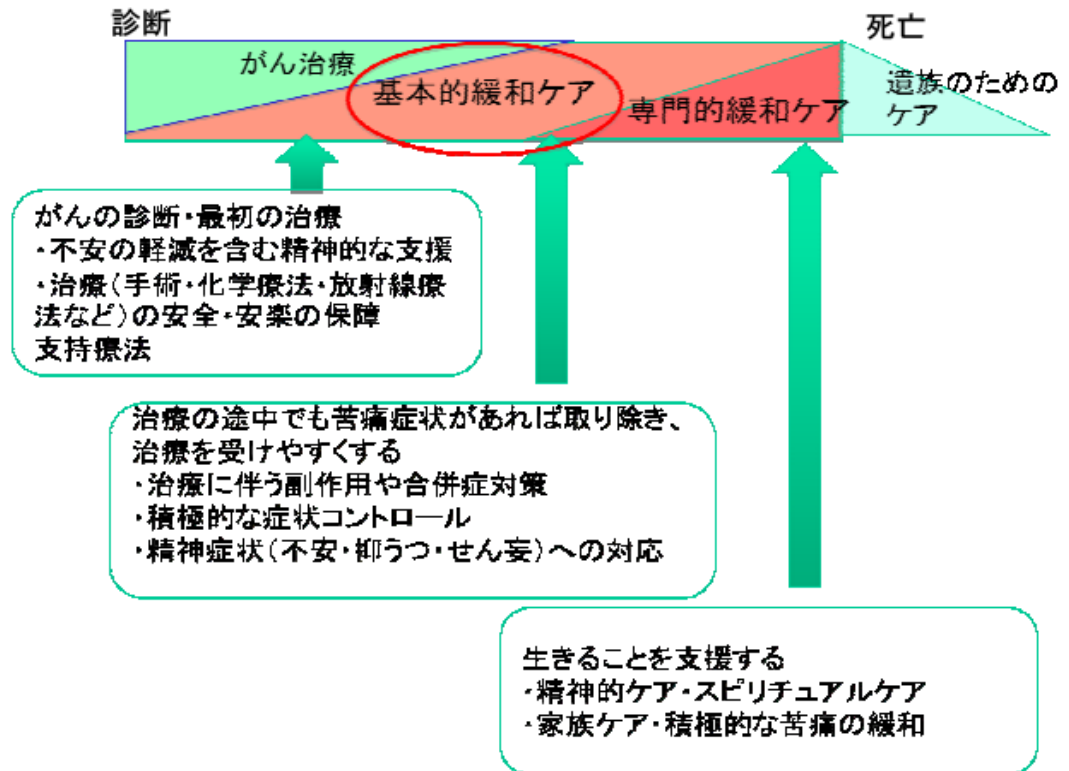 診断
死亡
がん治療
基本的緩和ケア
専門的緩和ケア
遺族のための
ケア
がんの診断・最初の治療
・不安の軽減を含む精神的な支援
・治療(手術・化学療法・放射線療
法など)の安全・安楽の保障
支持療法
治療の途中でも苦痛症状があれば取り除き、
治療を受けやすくする
・治療に伴う副作用や合併症対策
・積極的な症状コントロール
・精神症状(不安・抑うつ・せん妄)への対応
生きることを支援する
・精神的ケア・スピリチュアルケア
・家族ケア・積極的な苦痛の緩和